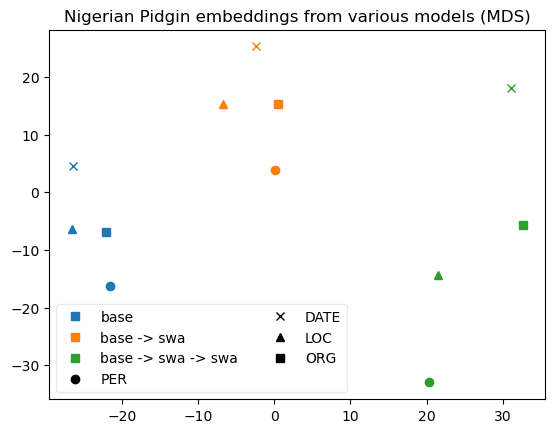 Nigerian Pidgin embeddings from various models (MDS)
20
10
0
−10
−20
−30
base
base -> swa
base -> swa -> swa
PER
DATE
LOC
ORG
−20 −10 0 10 20 30